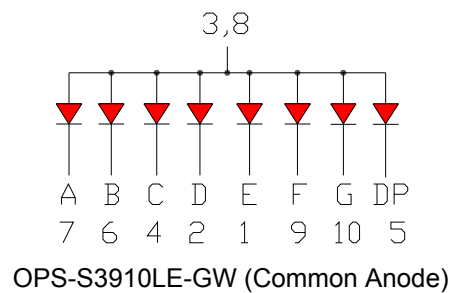 3,8
A B C D E F G DP
7 6 4 2 1 9 10 5
OPS-S3910LE-GW (Common Anode)